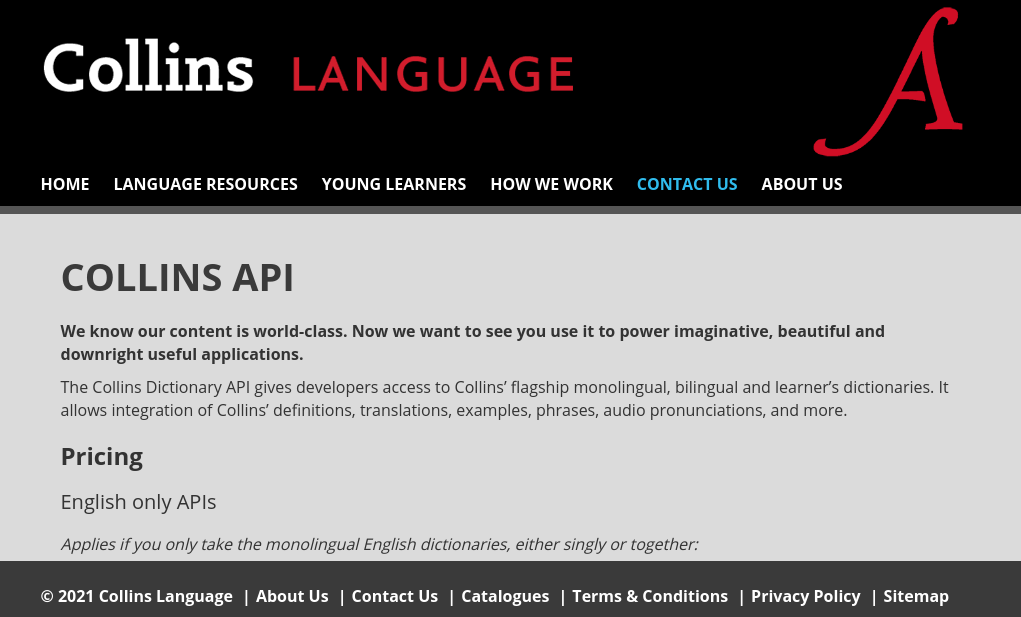 Collins LANGUAGE
A
HOME LANGUAGE RESOURCES YOUNG LEARNERS HOW WE WORK CONTACT US ABOUT US
COLLINS API
We know our content is world-class. Now we want to see you use it to power imaginative, beautiful and
downright useful applications.
The Collins Dictionary API gives developers access to Collins’ flagship monolingual, bilingual and learner’s dictionaries. It
allows integration of Collins’ definitions, translations, examples, phrases, audio pronunciations, and more.
Pricing
English only APIs
Applies if you only take the monolingual English dictionaries, either singly or together:
© 2021 Collins Language | About Us | Contact Us | Catalogues | Terms & Conditions | Privacy Policy | Sitemap